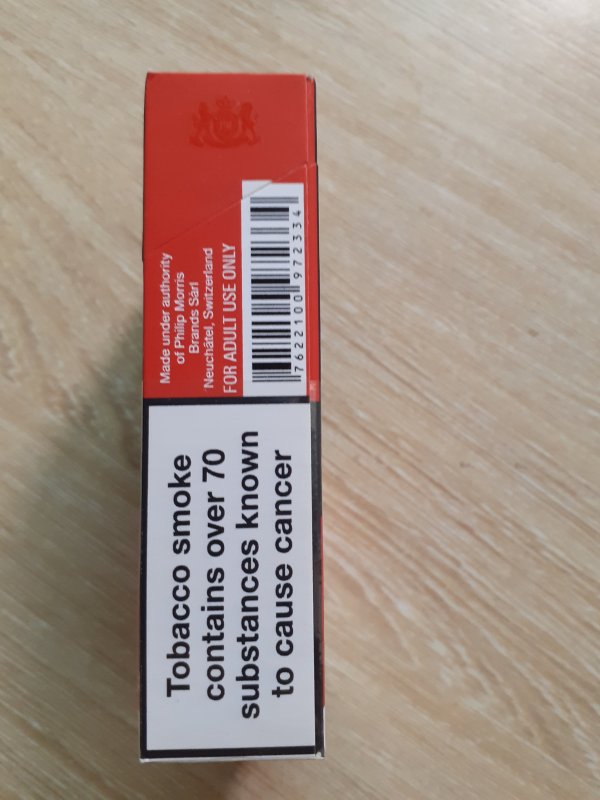 Made under authority
of Philip Morris
Brands Sàrl
Neuchâtel, Switzerland
FOR ADULT USE ONLY
7622100972334
Tobacco smoke
contains over 70
substances known
to cause cancer